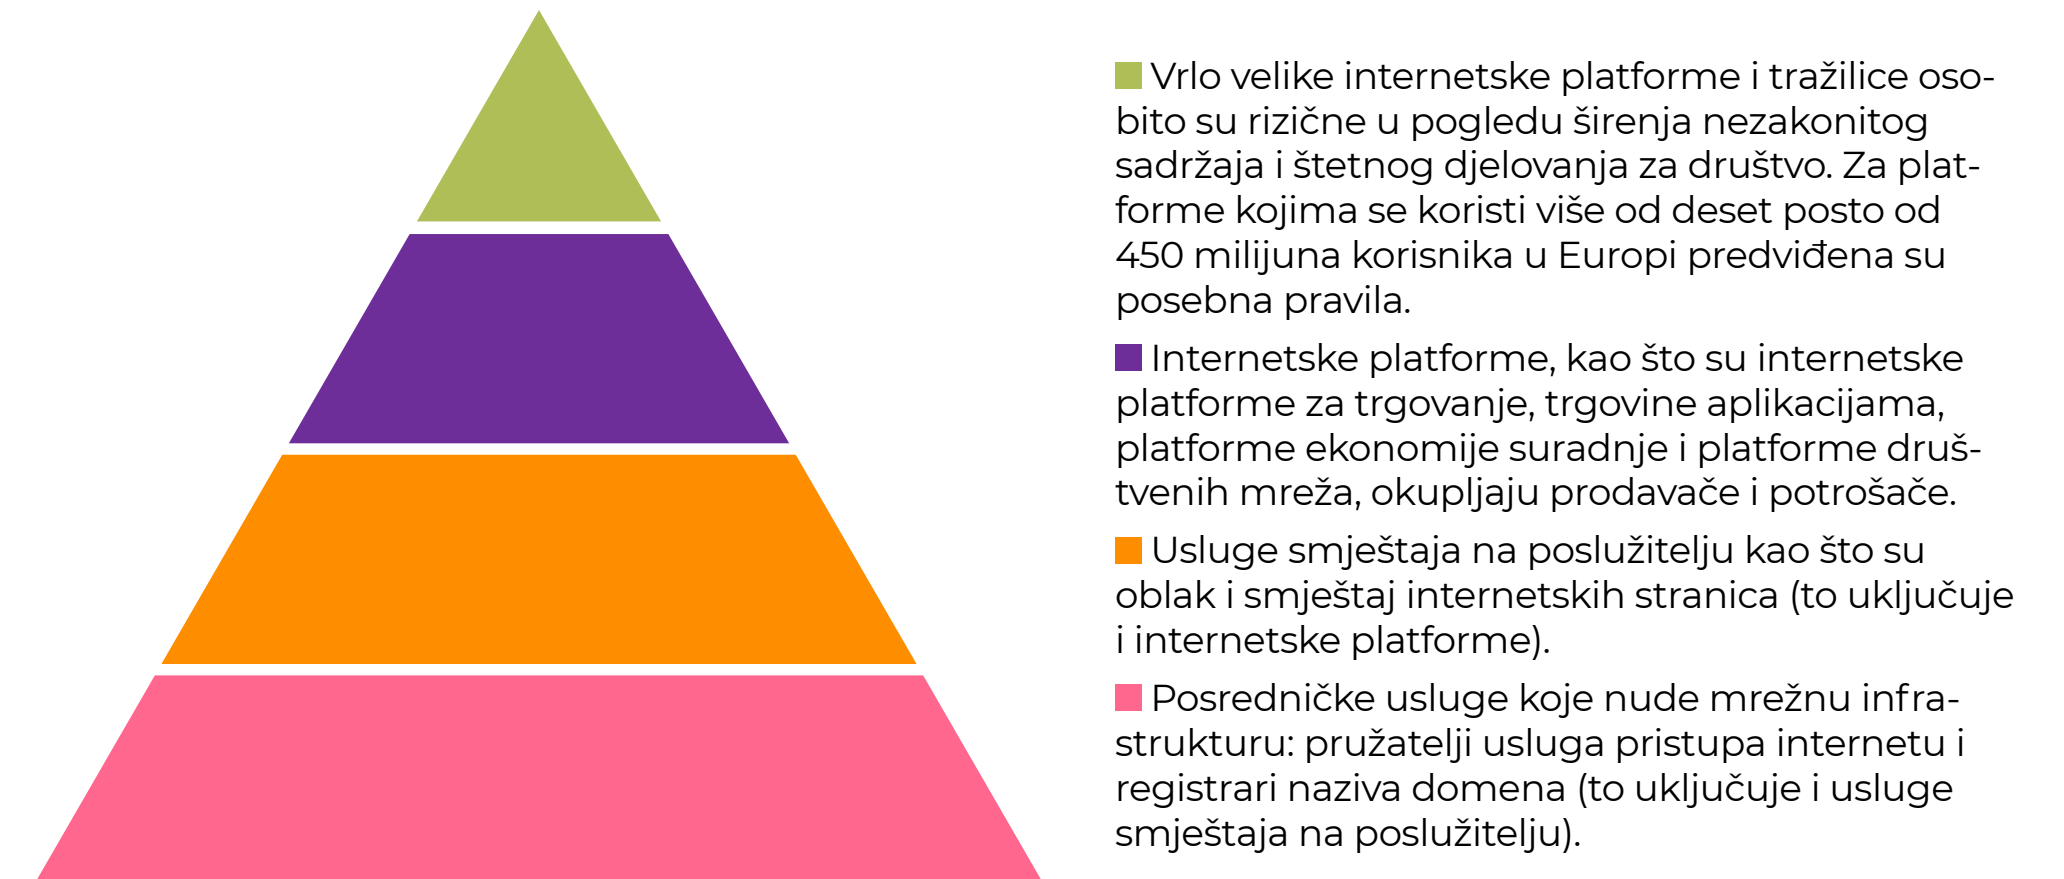 Vrlo velike internetske platforme i tražilice oso-
bito su rizične u pogledu širenja nezakonitog
sadržaja i štetnog djelovanja za društvo. Za plat-
forme kojima se koristi više od deset posto od
450 milijuna korisnika u Europi predviđena su
posebna pravila.
Internetske platforme, kao što su internetske
platforme za trgovanje, trgovine aplikacijama,
platforme ekonomije suradnje i platforme druš-
tvenih mreža, okupljaju prodavače i potrošače.
Usluge smještaja na poslužitelju kao što su
oblak i smještaj internetskih stranica (to uključuje
i internetske platforme).
Posredničke usluge koje nude mrežnu infra-
strukturu: pružatelji usluga pristupa internetu i
registrari naziva domena (to uključuje i usluge
smještaja na poslužitelju).